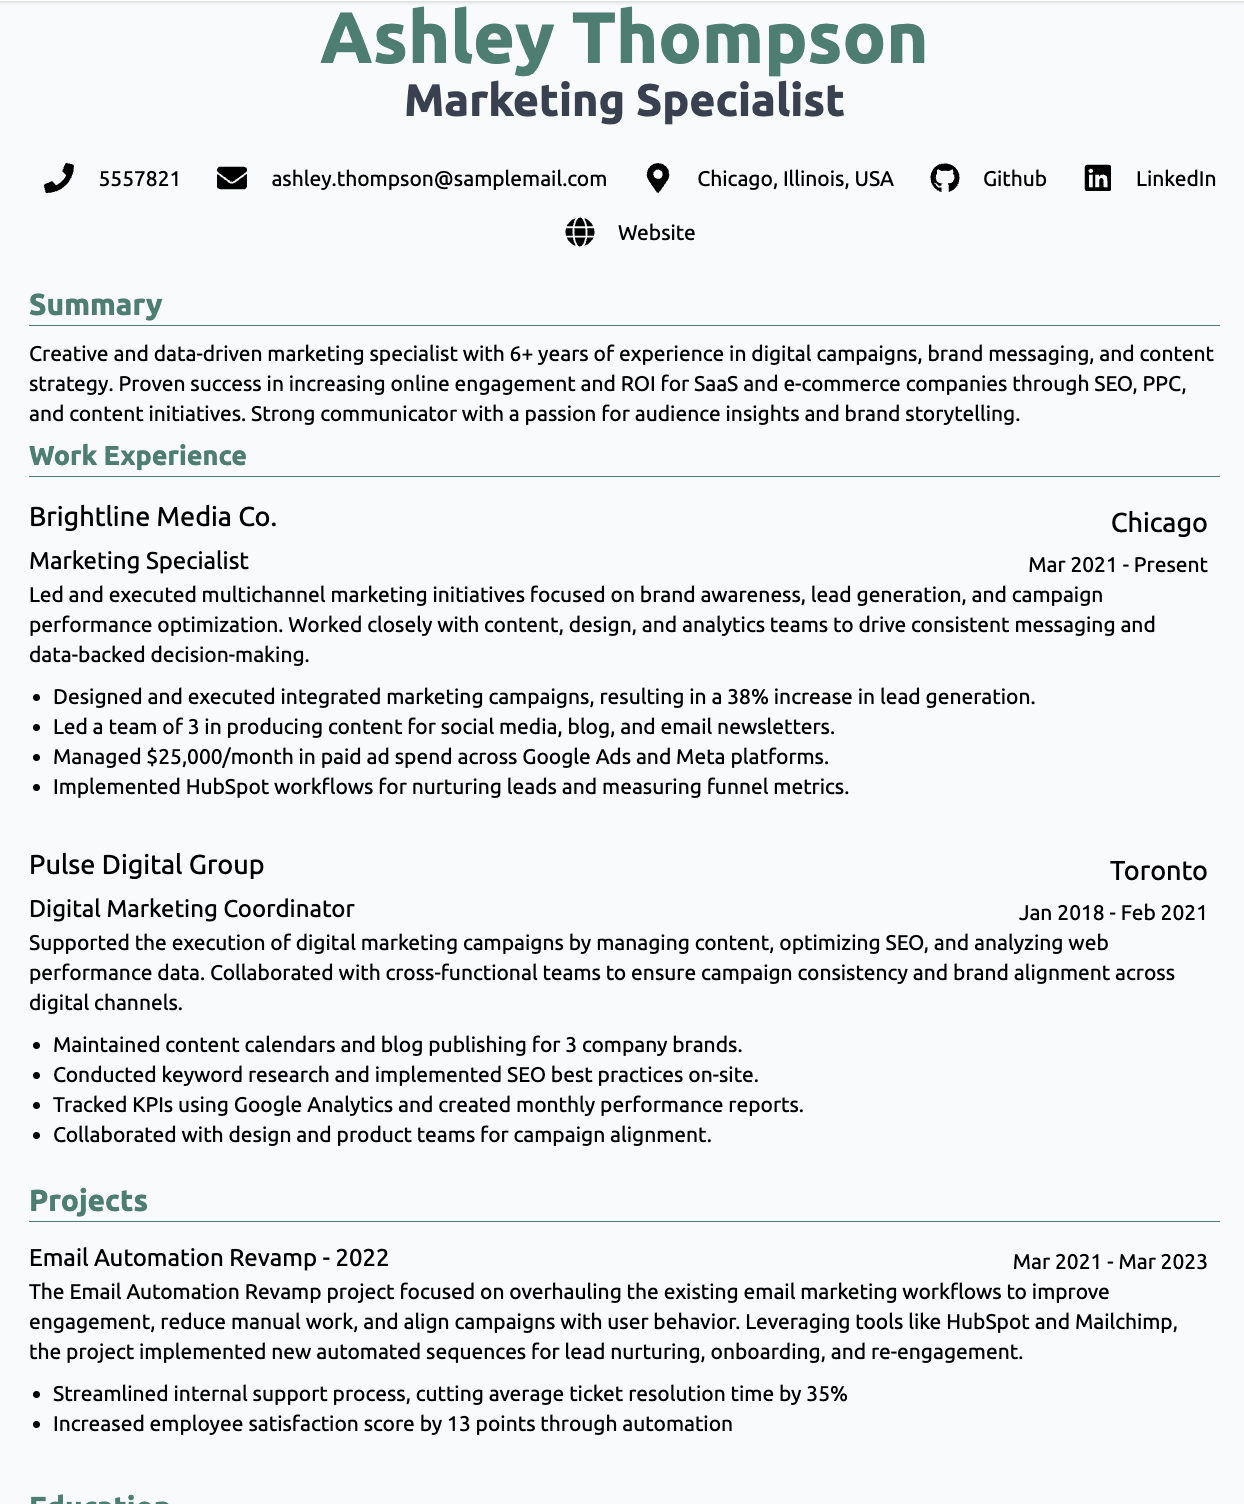 Ashley Thompson
Marketing Specialist
5557821 ashley.thompson@samplemail.com Chicago, Illinois, USA Github LinkedIn
Website
Summary
Creative and data-driven marketing specialist with 6+ years of experience in digital campaigns, brand messaging, and content
strategy. Proven success in increasing online engagement and ROI for SaaS and e-commerce companies through SEO, PPC,
and content initiatives. Strong communicator with a passion for audience insights and brand storytelling.
Work Experience
Brightline Media Co. Chicago
Marketing Specialist Mar 2021 - Present
Led and executed multichannel marketing initiatives focused on brand awareness, lead generation, and campaign
performance optimization. Worked closely with content, design, and analytics teams to drive consistent messaging and
data-backed decision-making.
• Designed and executed integrated marketing campaigns, resulting in a 38% increase in lead generation.
• Led a team of 3 in producing content for social media, blog, and email newsletters.
• Managed $25,000/month in paid ad spend across Google Ads and Meta platforms.
• Implemented HubSpot workflows for nurturing leads and measuring funnel metrics.
Pulse Digital Group Toronto
Digital Marketing Coordinator Jan 2018 - Feb 2021
Supported the execution of digital marketing campaigns by managing content, optimizing SEO, and analyzing web
performance data. Collaborated with cross-functional teams to ensure campaign consistency and brand alignment across
digital channels.
• Maintained content calendars and blog publishing for 3 company brands.
• Conducted keyword research and implemented SEO best practices on-site.
• Tracked KPIs using Google Analytics and created monthly performance reports.
• Collaborated with design and product teams for campaign alignment.
Projects
Email Automation Revamp - 2022 Mar 2021 - Mar 2023
The Email Automation Revamp project focused on overhauling the existing email marketing workflows to improve
engagement, reduce manual work, and align campaigns with user behavior. Leveraging tools like HubSpot and Mailchimp,
the project implemented new automated sequences for lead nurturing, onboarding, and re-engagement.
• Streamlined internal support process, cutting average ticket resolution time by 35%
• Increased employee satisfaction score by 13 points through automation
Education